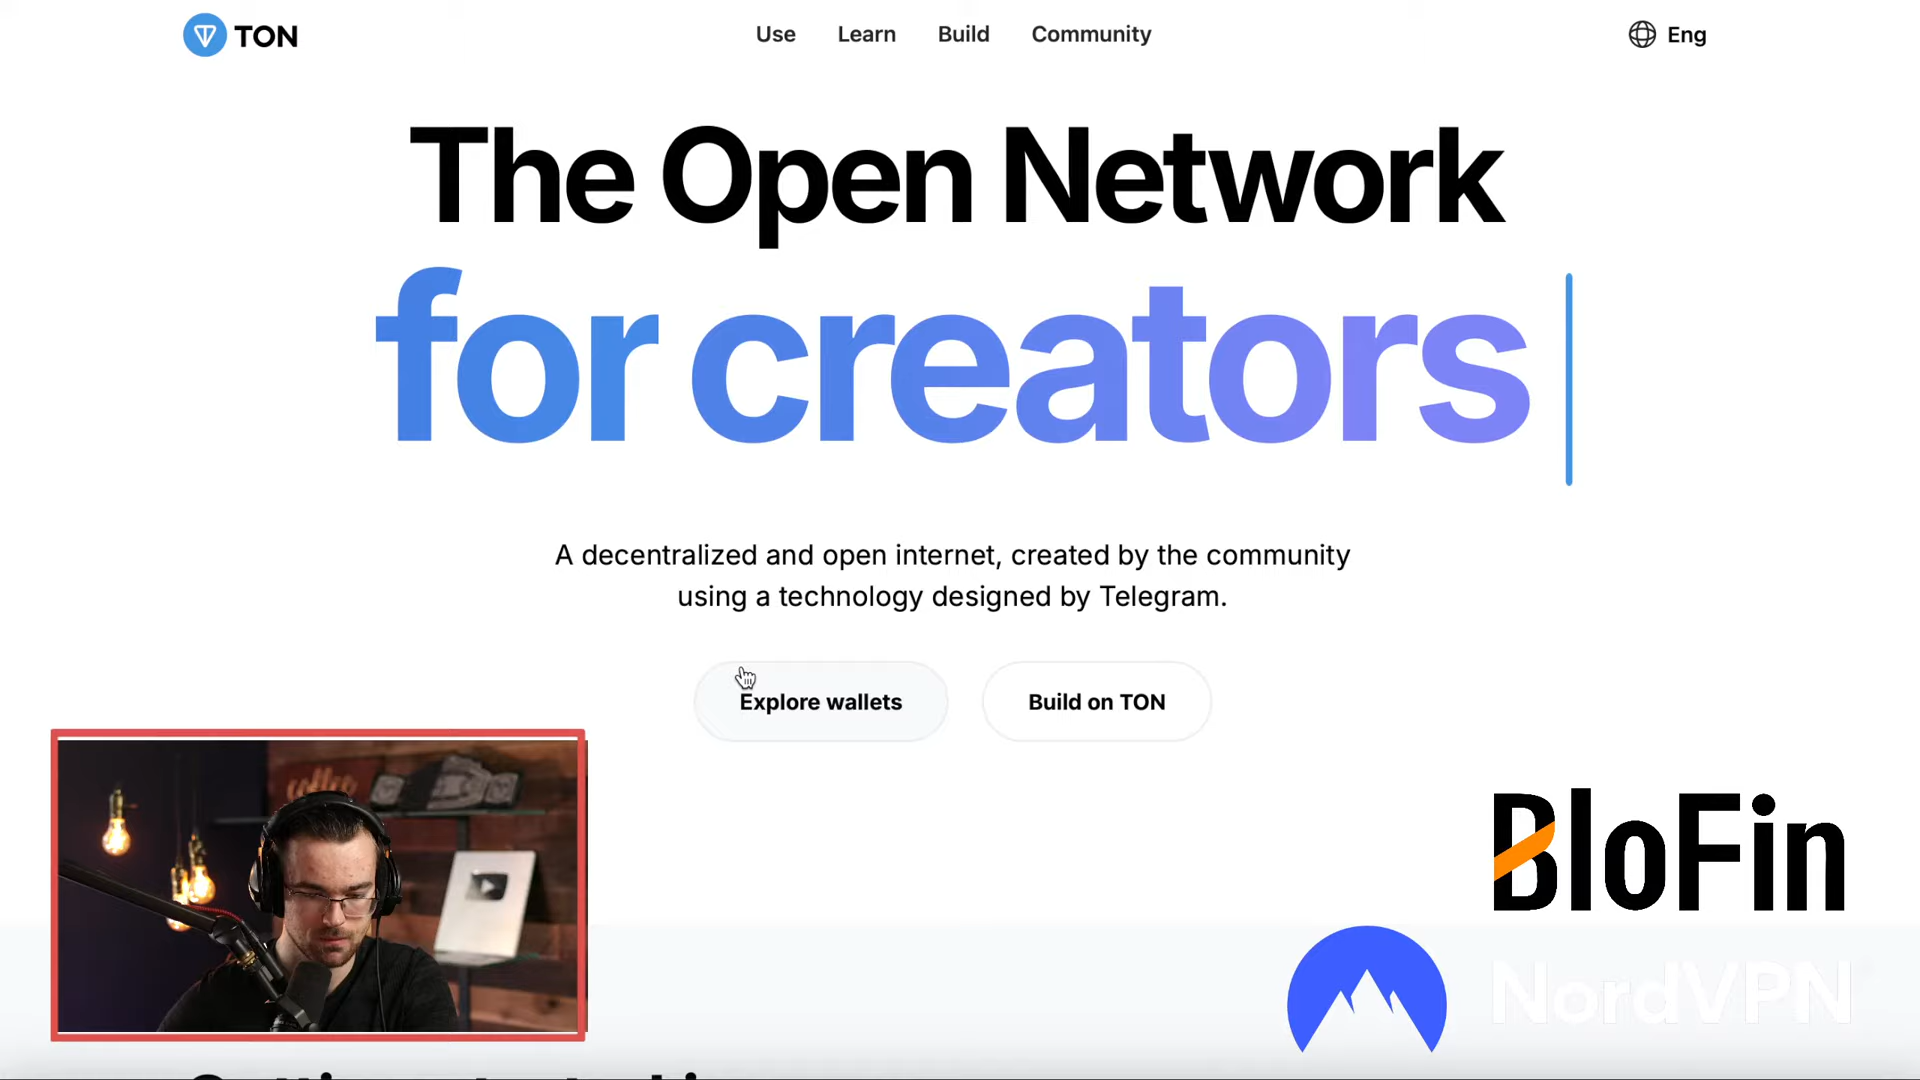 TON
Use
Learn
Build
Community
Eng
The Open Network
for creators
A decentralized and open internet, created by the community
using a technology designed by Telegram.
Explore wallets
Build on TON
coffee
BloFin
NordVPN